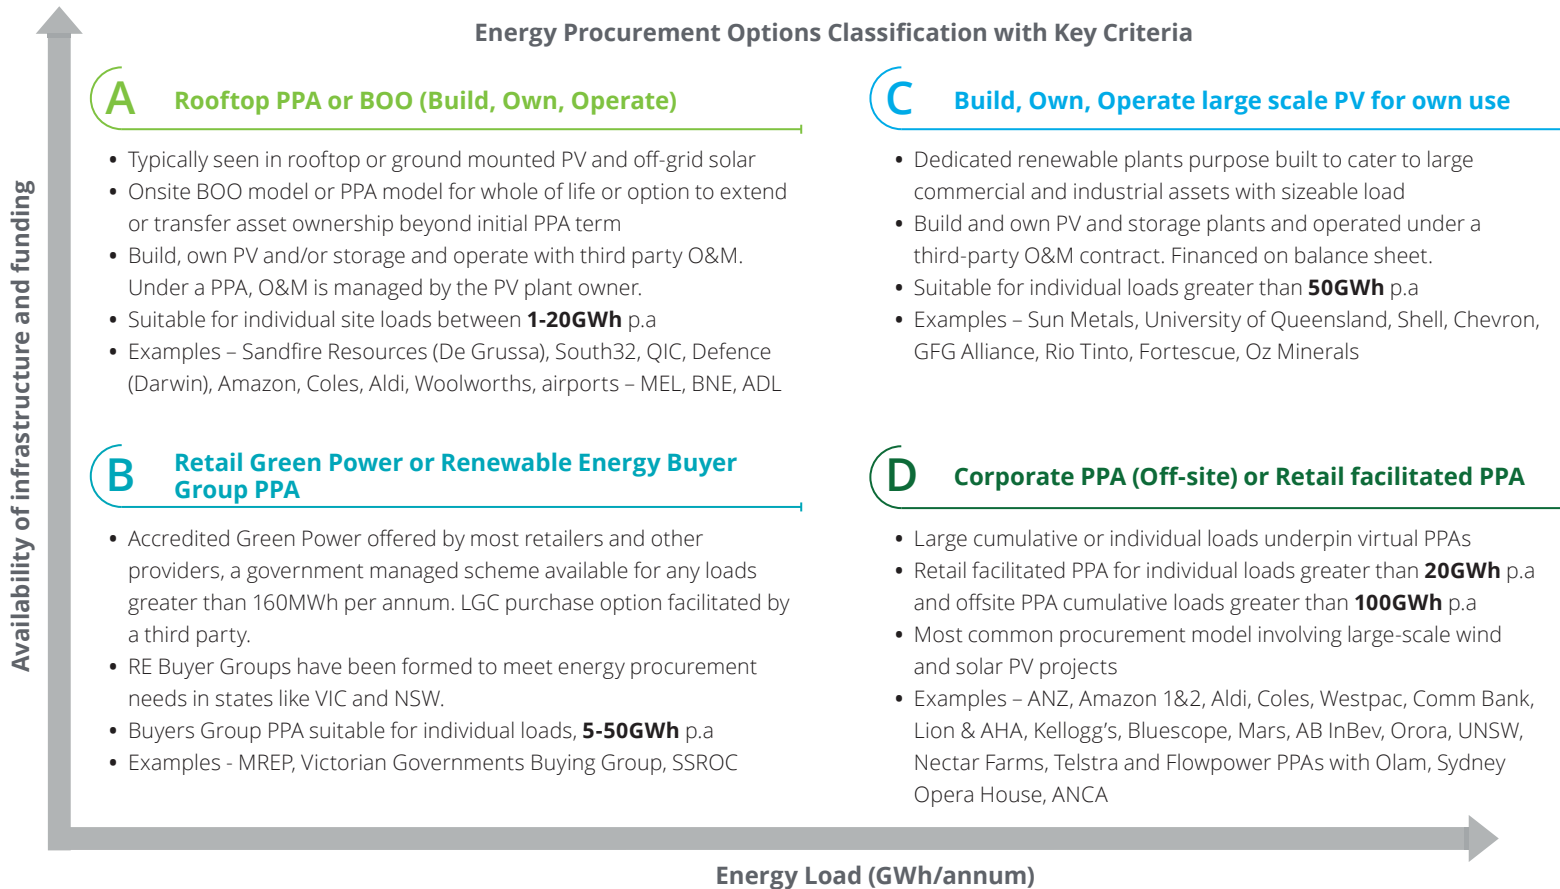 Energy Procurement Options Classification with Key Criteria
Availability of infrastructure and funding
A
Rooftop PPA or BOO (Build, Own, Operate)
• Typically seen in rooftop or ground mounted PV and off-grid solar
• Onsite BOO model or PPA model for whole of life or option to extend
or transfer asset ownership beyond initial PPA term
• Build, own PV and/or storage and operate with third party O&M.
Under a PPA, O&M is managed by the PV plant owner.
• Suitable for individual site loads between 1-20GWh p.a
• Examples – Sandfire Resources (De Grussa), South32, QIC, Defence
(Darwin), Amazon, Coles, Aldi, Woolworths, airports – MEL, BNE, ADL
C
Build, Own, Operate large scale PV for own use
• Dedicated renewable plants purpose built to cater to large
commercial and industrial assets with sizeable load
• Build and own PV and storage plants and operated under a
third-party O&M contract. Financed on balance sheet.
• Suitable for individual loads greater than 50GWh p.a
• Examples – Sun Metals, University of Queensland, Shell, Chevron,
GFG Alliance, Rio Tinto, Fortescue, Oz Minerals
B
Retail Green Power or Renewable Energy Buyer
Group PPA
• Accredited Green Power offered by most retailers and other
providers, a government managed scheme available for any loads
greater than 160MWh per annum. LGC purchase option facilitated by
a third party.
• RE Buyer Groups have been formed to meet energy procurement
needs in states like VIC and NSW.
• Buyers Group PPA suitable for individual loads, 5-50GWh p.a
• Examples - MREP, Victorian Governments Buying Group, SSROC
D
Corporate PPA (Off-site) or Retail facilitated PPA
• Large cumulative or individual loads underpin virtual PPAs
• Retail facilitated PPA for individual loads greater than 20GWh p.a
and offsite PPA cumulative loads greater than 100GWh p.a
• Most common procurement model involving large-scale wind
and solar PV projects
• Examples – ANZ, Amazon 1&2, Aldi, Coles, Westpac, Comm Bank,
Lion & AHA, Kellogg’s, Bluescope, Mars, AB InBev, Orora, UNSW,
Nectar Farms, Telstra and Flowpower PPAs with Olam, Sydney
Opera House, ANCA
Energy Load (GWh/annum)